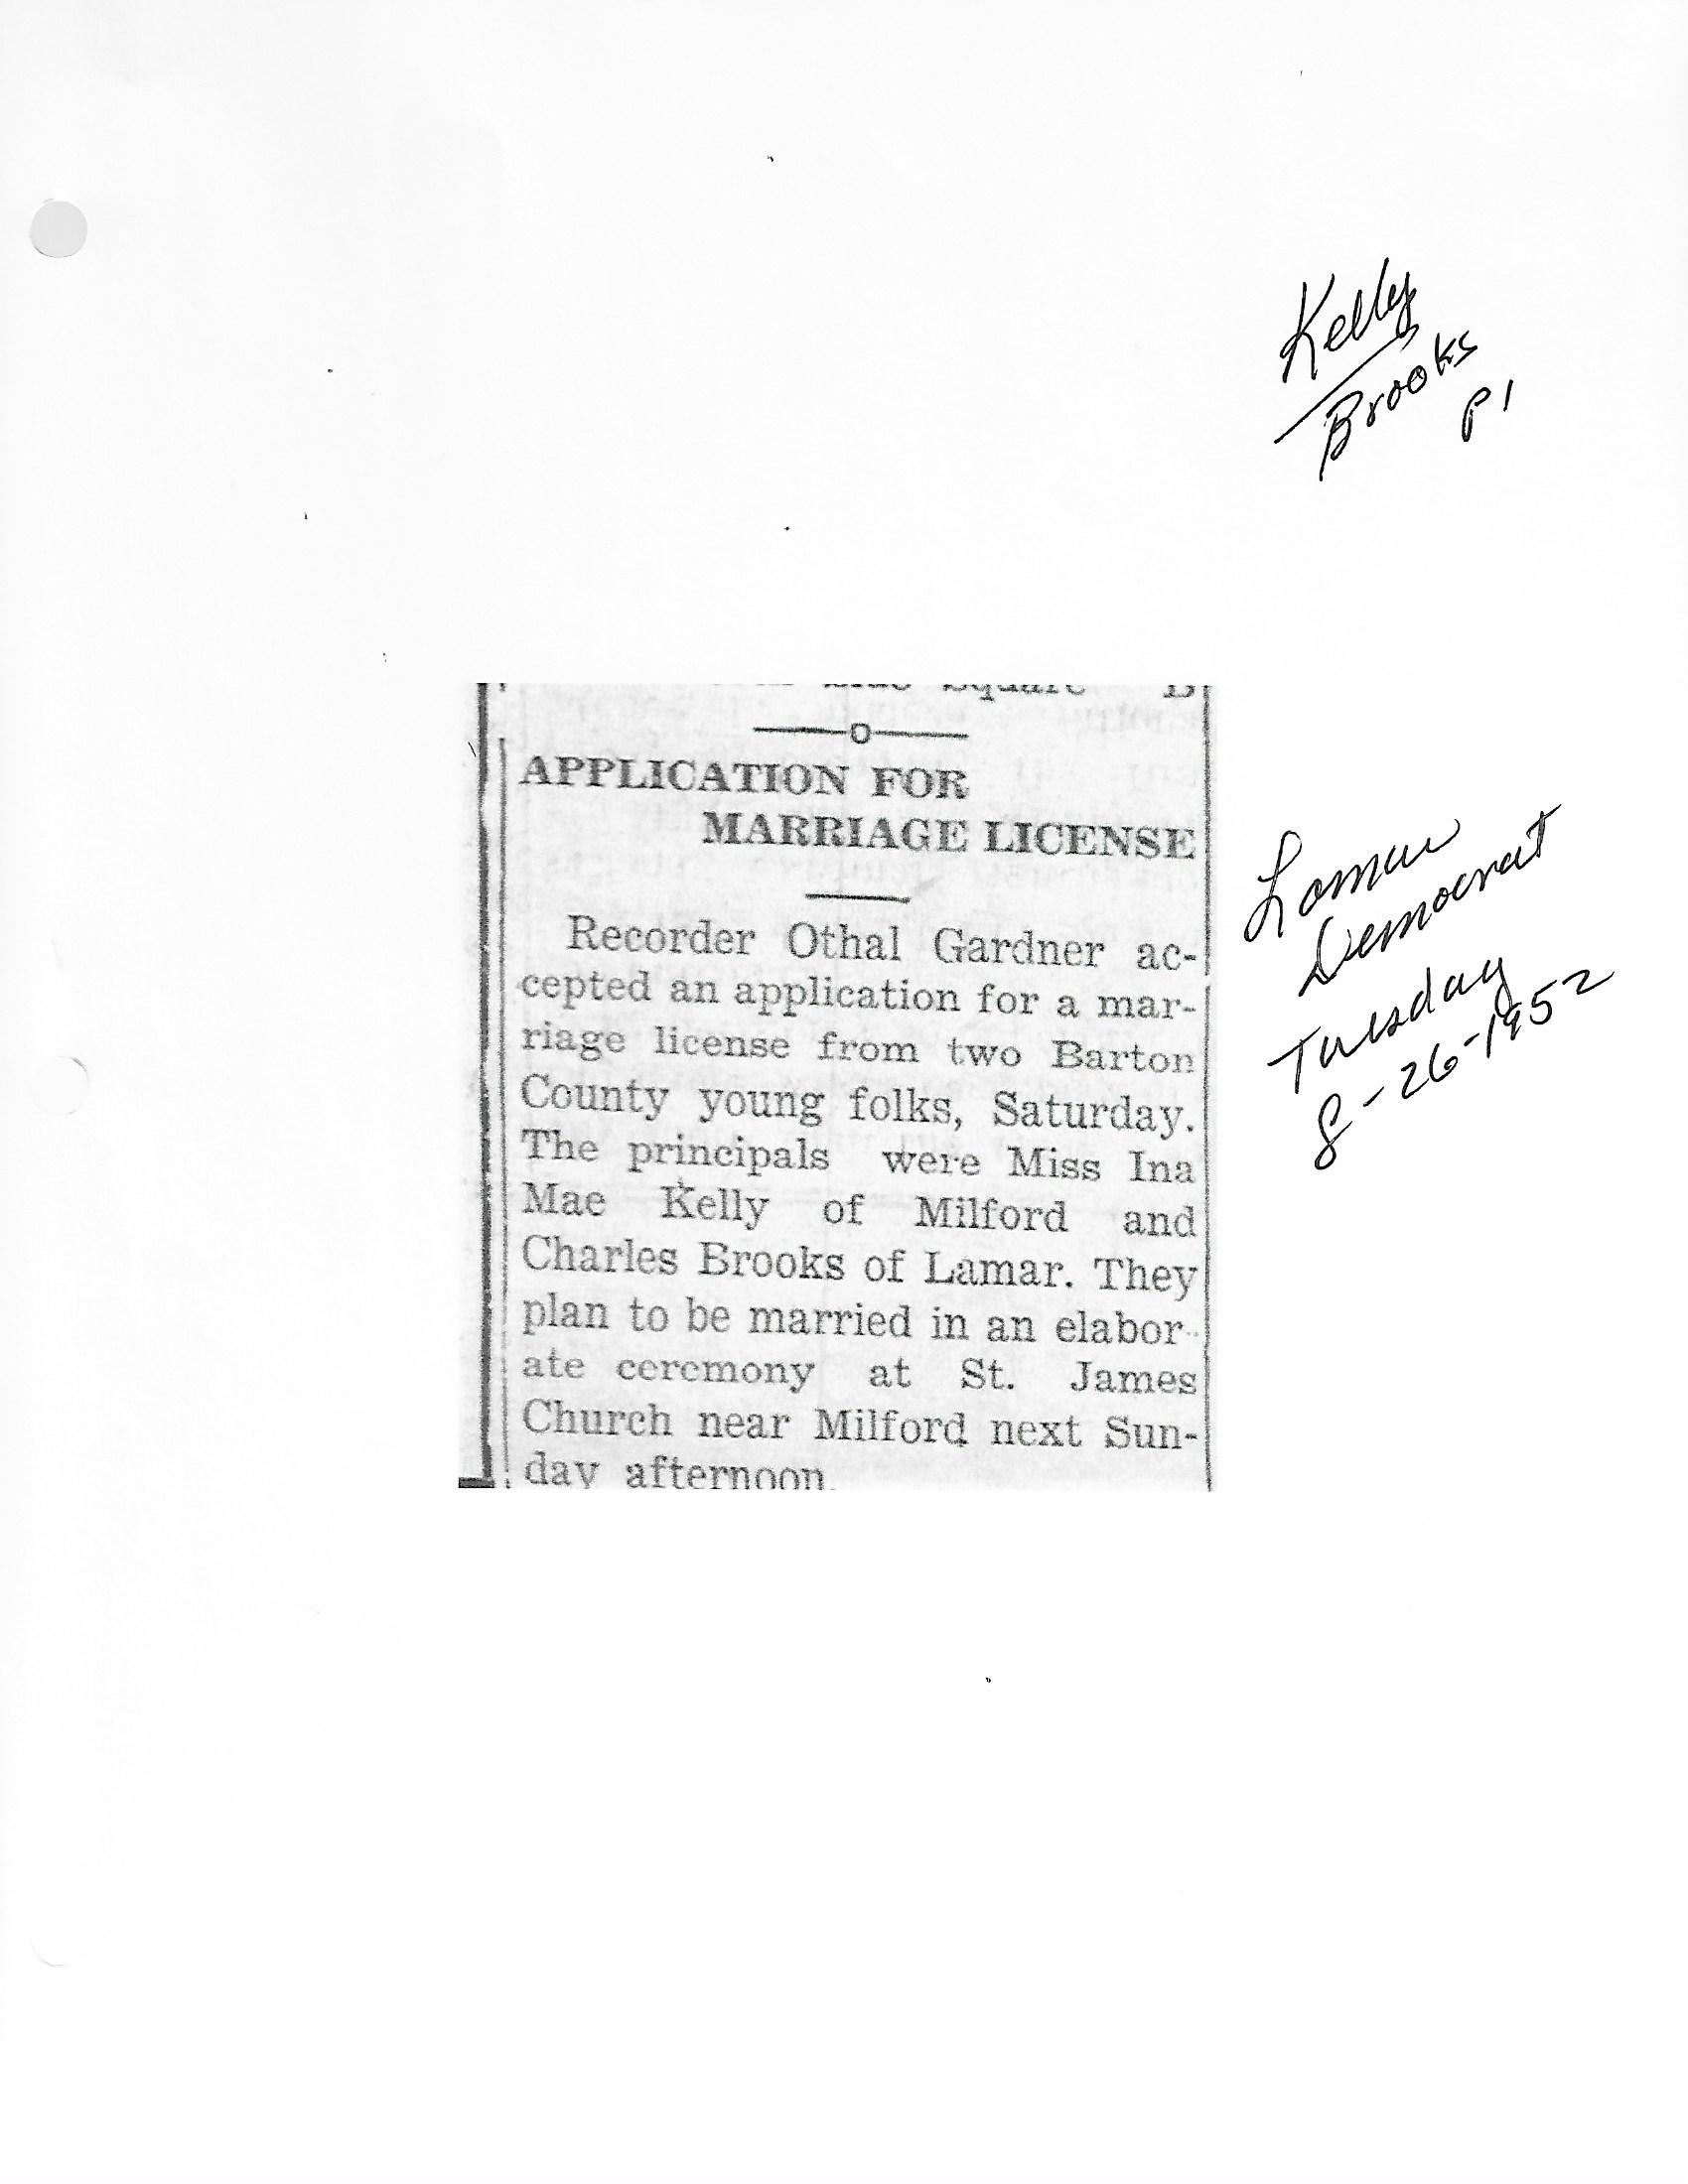 Kelly
Brooks
P1
Square B
APPLICATION FOR
MARRIAGE LICENSE
Recorder Othal Gardner ac-
cepted an application for a mar-
riage license from two Barton
County young folks, Saturday.
The principals were Miss Ina
Mae Kelly of Milford and
Charles Brooks of Lamar. They
plan to be married in an elabor-
ate ceremony at St. James
Church near Milford next Sun-
day afternoon.
Lamar
Democrat
Tuesday
8-26-1952